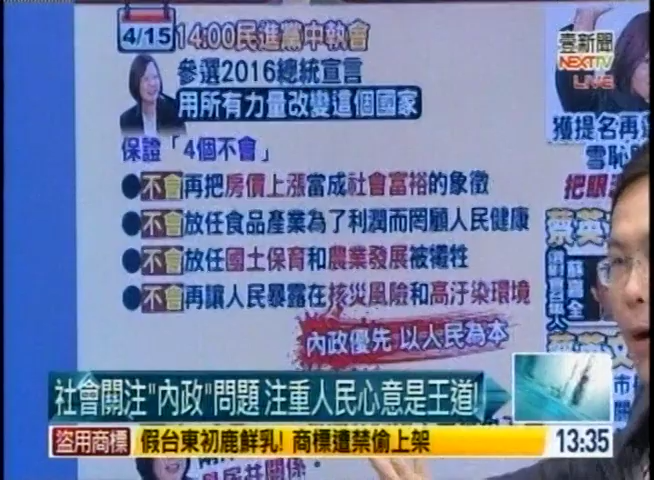 4/15 14:00民進黨中執會
參選2016總統宣言
用所有力量改變這個國家
保證「4個不會」
●不會再把房價上漲當成社會富裕的象徵
●不會放任食品產業為了利潤而罔顧人民健康
●不會放任國土保育和農業發展被犧牲
●不會再讓人民暴露在核災風險和高汙染環境
內政優先 以人民為本
壹新聞
NEXTTV
LIVE
獲提名再選
雪恥
把眼
蔡英
社會關注"內政"問題 注重人民心意是王道!
盜用商標 假台東初鹿鮮乳! 商標遭禁偷上架
13:35